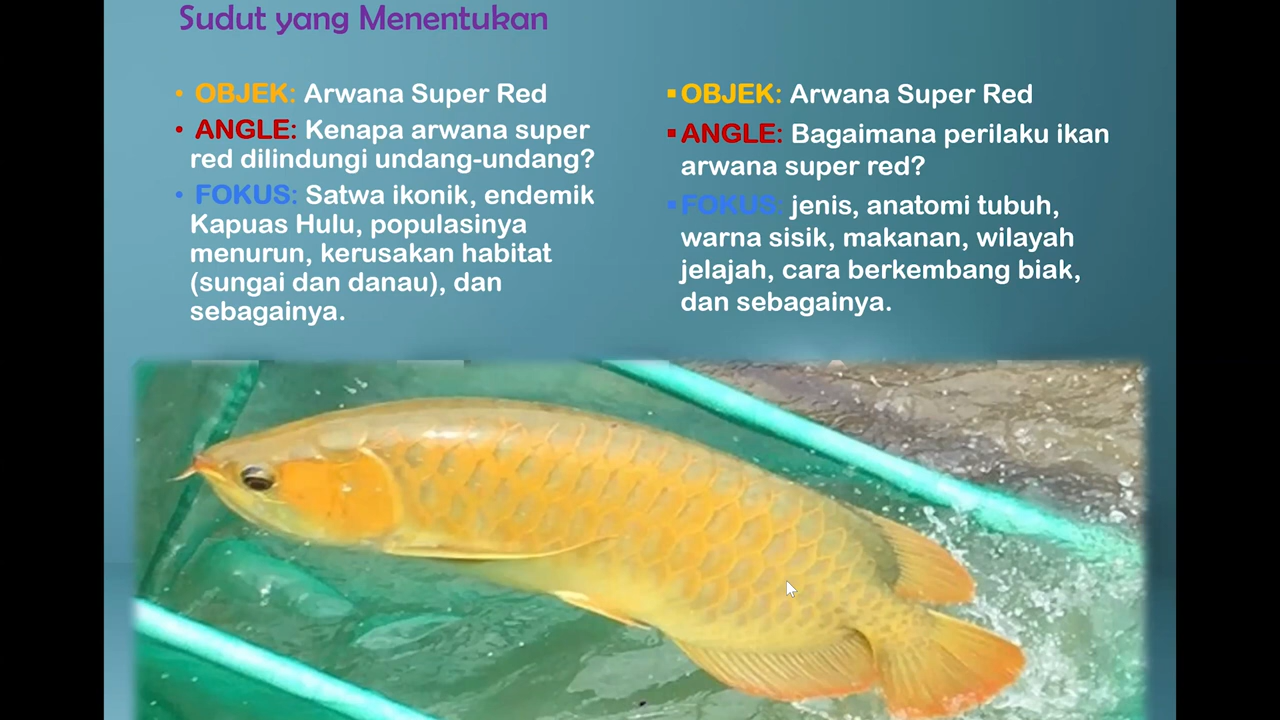 Sudut yang Menentukan
• OBJEK: Arwana Super Red
• ANGLE: Kenapa arwana super
red dilindungi undang-undang?
• FOKUS: Satwa ikonik, endemik
Kapuas Hulu, populasinya
menurun, kerusakan habitat
(sungai dan danau), dan
sebagainya.
▪ OBJEK: Arwana Super Red
▪ ANGLE: Bagaimana perilaku ikan
arwana super red?
▪ FOKUS: jenis, anatomi tubuh,
warna sisik, makanan, wilayah
jelajah, cara berkembang biak,
dan sebagainya.